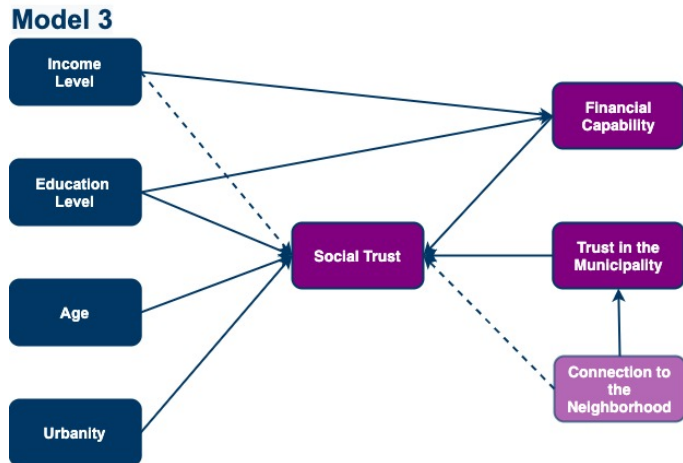 Model 3
Income
Level
Financial
Capability
Education
Level
Social Trust
Trust in the
Municipality
Age
Connection to
the
Neighborhood
Urbanity